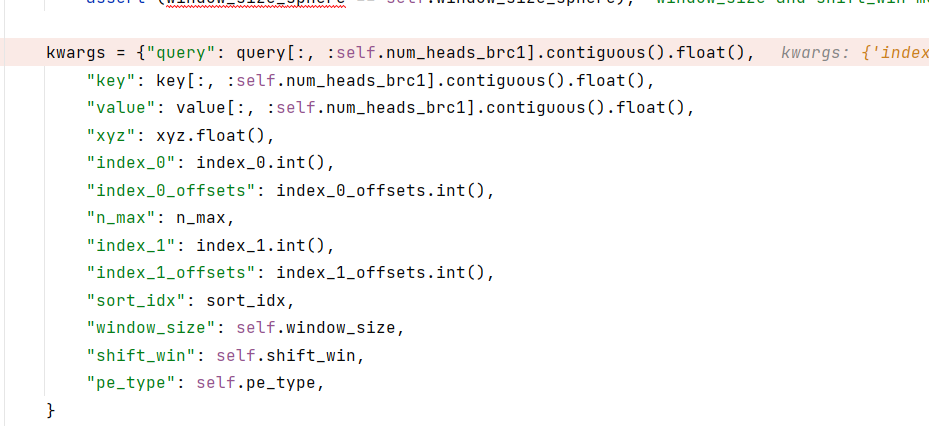 assert (window_size_sphere == self.window_size_sphere), "window_size and shift_win m
kwargs = {"query": query[:, :self.num_heads_brc1].contiguous().float(),   kwargs: {'index
"key": key[:, :self.num_heads_brc1].contiguous().float(),
"value": value[:, :self.num_heads_brc1].contiguous().float(),
"xyz": xyz.float(),
"index_0": index_0.int(),
"index_0_offsets": index_0_offsets.int(),
"n_max": n_max,
"index_1": index_1.int(),
"index_1_offsets": index_1_offsets.int(),
"sort_idx": sort_idx,
"window_size": self.window_size,
"shift_win": self.shift_win,
"pe_type": self.pe_type,
}